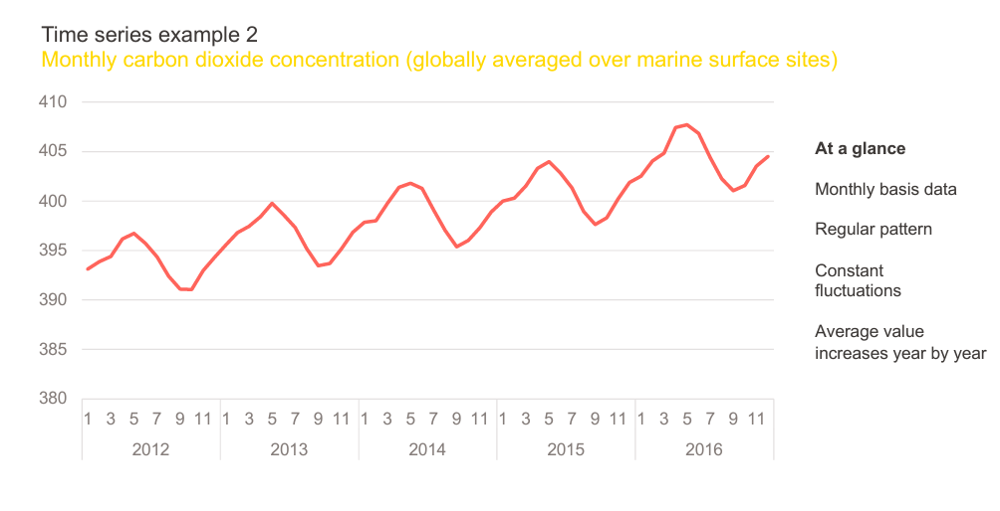 Time series example 2
Monthly carbon dioxide concentration (globally averaged over marine surface sites)
410
405
400
395
390
385
380
1 3 5 7 9 11 1 3 5 7 9 11 1 3 5 7 9 11 1 3 5 7 9 11 1 3 5 7 9 11
2012 2013 2014 2015 2016
At a glance
Monthly basis data
Regular pattern
Constant
fluctuations
Average value
increases year by year